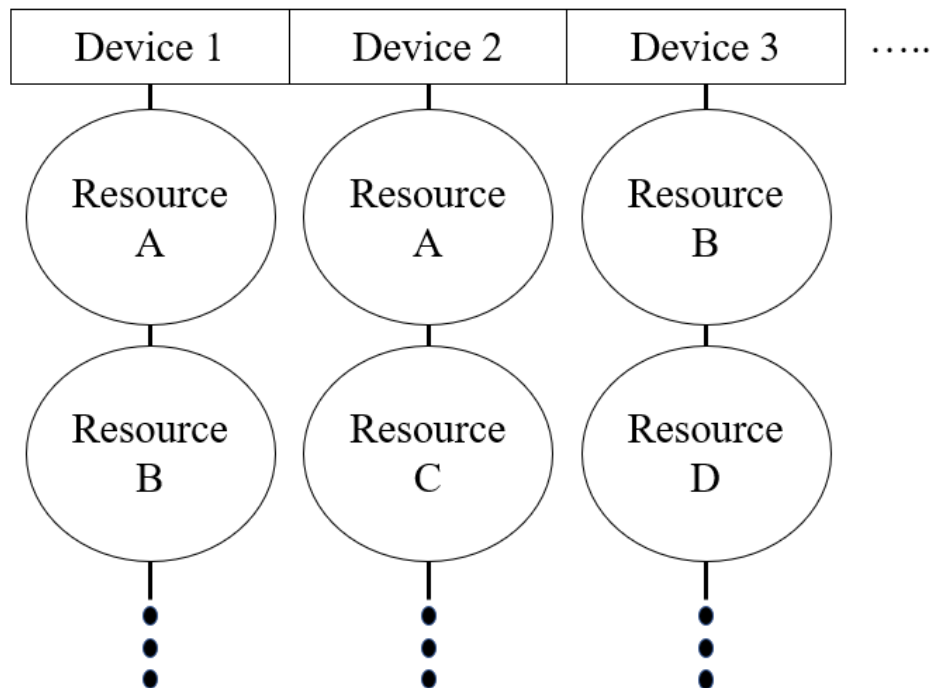 Device 1 Device 2 Device 3 .....
Resource A
Resource A
Resource B
Resource B
Resource C
Resource D